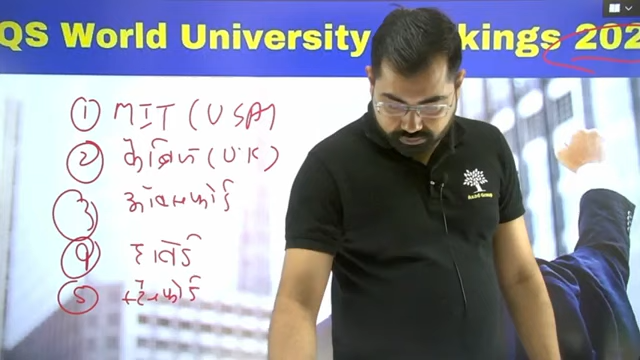 QS World University kings 202
① MIT (USA)
② कैम्ब्रिज (U.K)
③ ऑक्सफोर्ड
④ हार्वर्ड
⑤ स्टेनफोर्ड